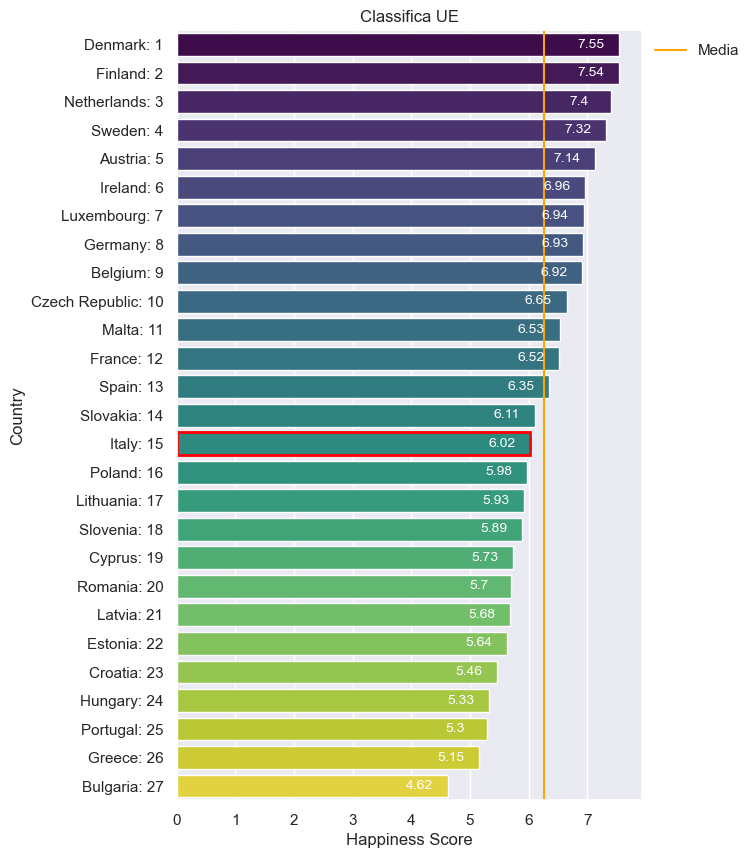 Classifica UE
Denmark: 1 7.55
Media
Finland: 2 7.54
Netherlands: 3 7.4
Sweden: 4 7.32
Austria: 5 7.14
Ireland: 6 6.96
Luxembourg: 7 6.94
Germany: 8 6.93
Belgium: 9 6.92
Czech Republic: 10 6.65
Malta: 11 6.53
France: 12 6.52
Spain: 13 6.35
Slovakia: 14 6.11
Italy: 15 6.02
Poland: 16 5.98
Lithuania: 17 5.93
Slovenia: 18 5.89
Cyprus: 19 5.73
Romania: 20 5.7
Latvia: 21 5.68
Estonia: 22 5.64
Croatia: 23 5.46
Hungary: 24 5.33
Portugal: 25 5.3
Greece: 26 5.15
Bulgaria: 27 4.62
Country
0 1 2 3 4 5 6 7
Happiness Score